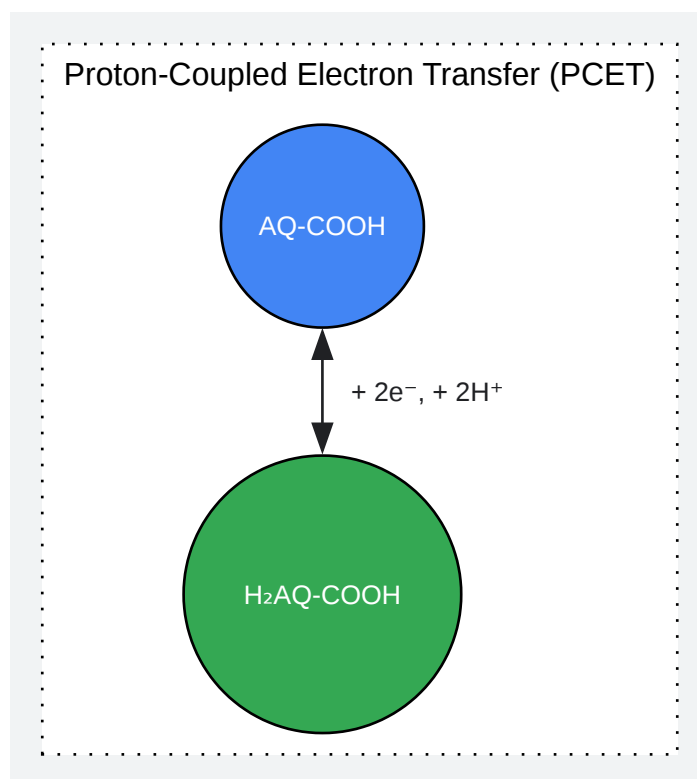 Proton-Coupled Electron Transfer (PCET)
AQ-COOH
+ 2e⁻, + 2H⁺
H₂AQ-COOH